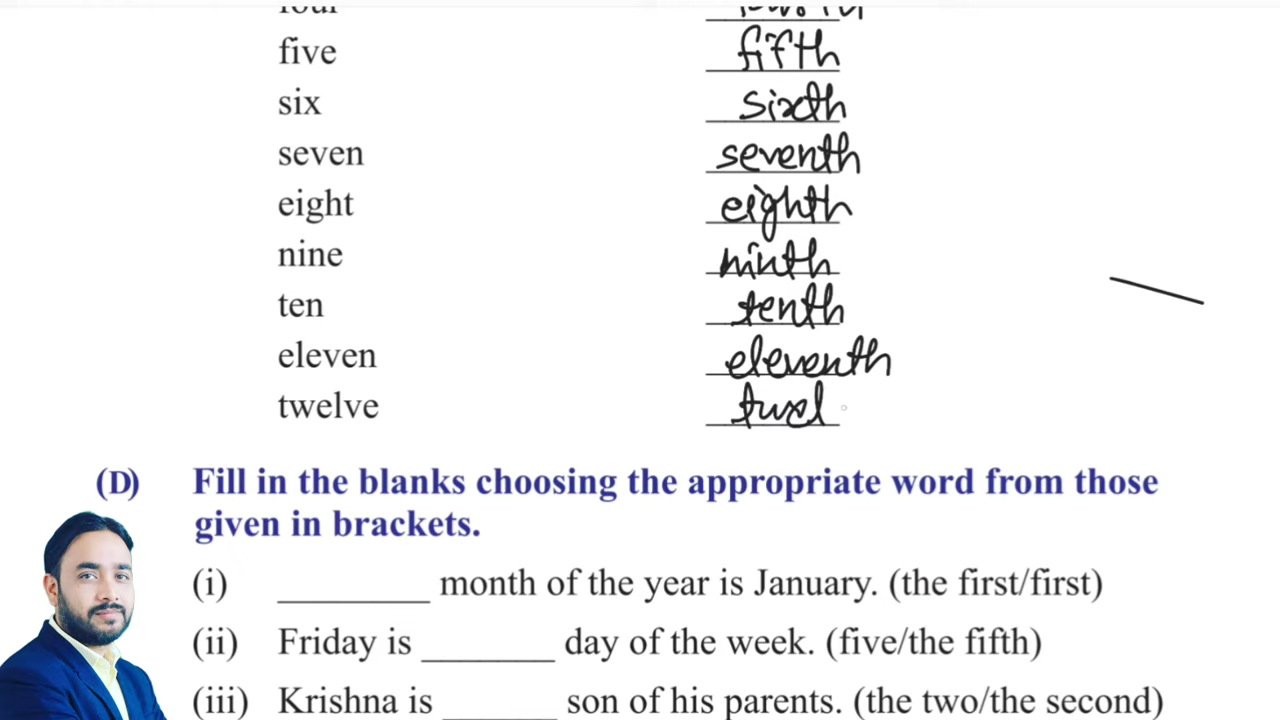 four
five fifth
six sixth
seven seventh
eight eighth
nine ninth
ten tenth
eleven eleventh
twelve twel
(D) Fill in the blanks choosing the appropriate word from those
given in brackets.
(i) ________ month of the year is January. (the first/first)
(ii) Friday is _______ day of the week. (five/the fifth)
(iii) Krishna is ______ son of his parents. (the two/the second)